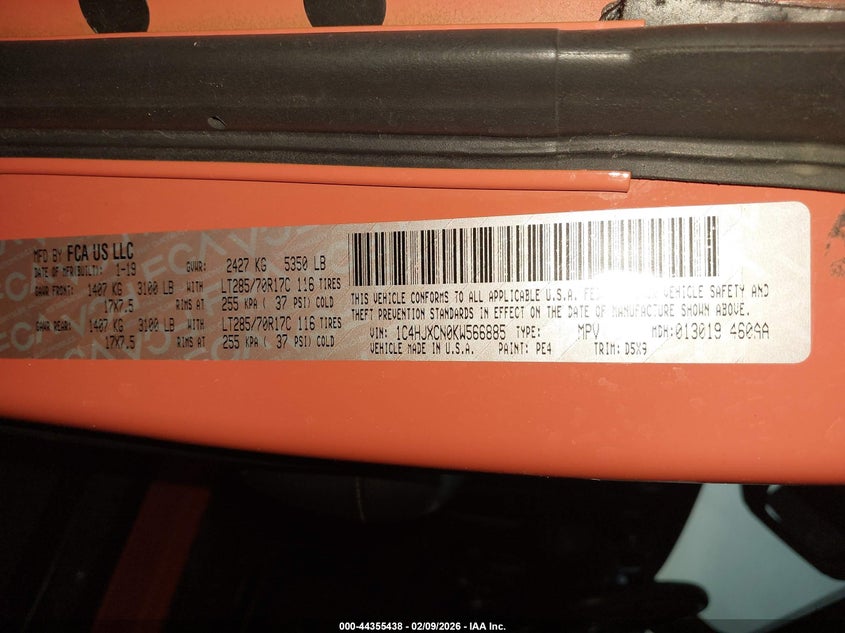 MFD BY FCA US LLC
DATE OF MFR(BUILT): 1-19 GVWR: 2427 KG 5350 LB
GAWR FRONT: 1407 KG 3100 LB WITH LT285/70R17C 116 TIRES
17X7.5 RIMS AT 255 KPA ( 37 PSI) COLD
GAWR REAR: 1407 KG 3100 LB WITH LT285/70R17C 116 TIRES
17X7.5 RIMS AT 255 KPA ( 37 PSI) COLD
THIS VEHICLE CONFORMS TO ALL APPLICABLE U.S.A. VEHICLE SAFETY AND
THEFT PREVENTION STANDARDS IN EFFECT ON THE DATE OF MANUFACTURE SHOWN ABOVE.
VIN: 1C4HJXCN0KW566885 TYPE: MPV MDH:013019 460AA
VEHICLE MADE IN U.S.A. PAINT: PE4 TRIM: D5X9
000-44355438 - 02/09/2026 - IAA Inc.